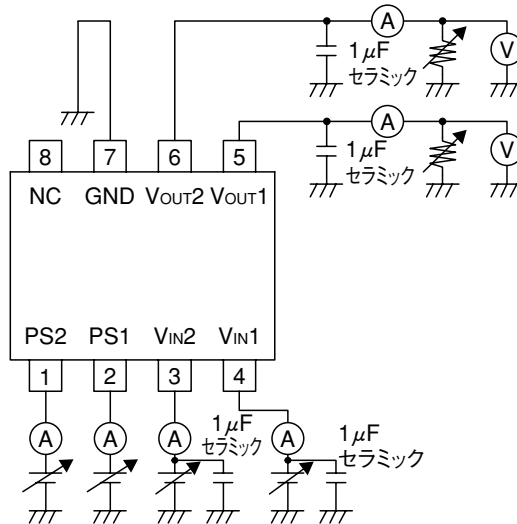 A
1μF
セラミック
V
A
1μF
セラミック
V
8 7 6 5
NC GND VOUT2 VOUT1
PS2 PS1 VIN2 VIN1
1 2 3 4
A A A A
1μF
セラミック
1μF
セラミック